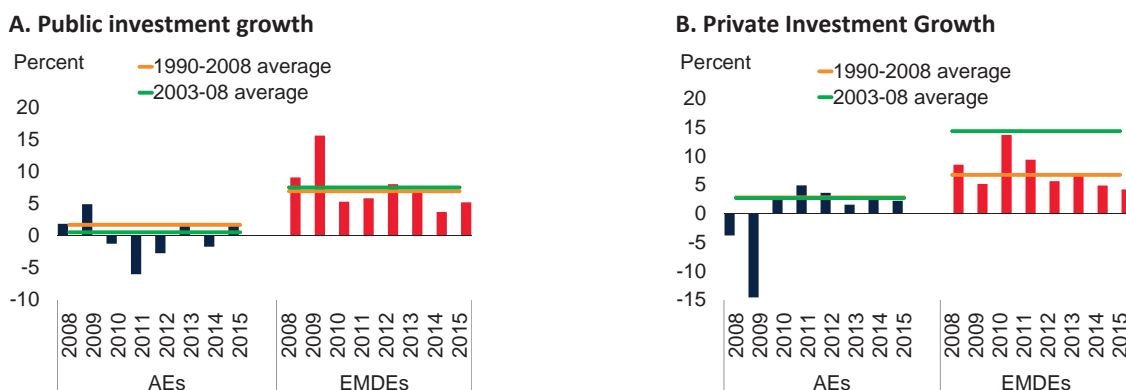 A. Public investment growth
Percent
1990-2008 average
2003-08 average
20
15
10
5
0
-5
-10
2008 2009 2010 2011 2012 2013 2014 2015 2008 2009 2010 2011 2012 2013 2014 2015
AEs EMDEs
B. Private Investment Growth
Percent
1990-2008 average
2003-08 average
20
15
10
5
0
-5
-10
-15
2008 2009 2010 2011 2012 2013 2014 2015 2008 2009 2010 2011 2012 2013 2014 2015
AEs EMDEs